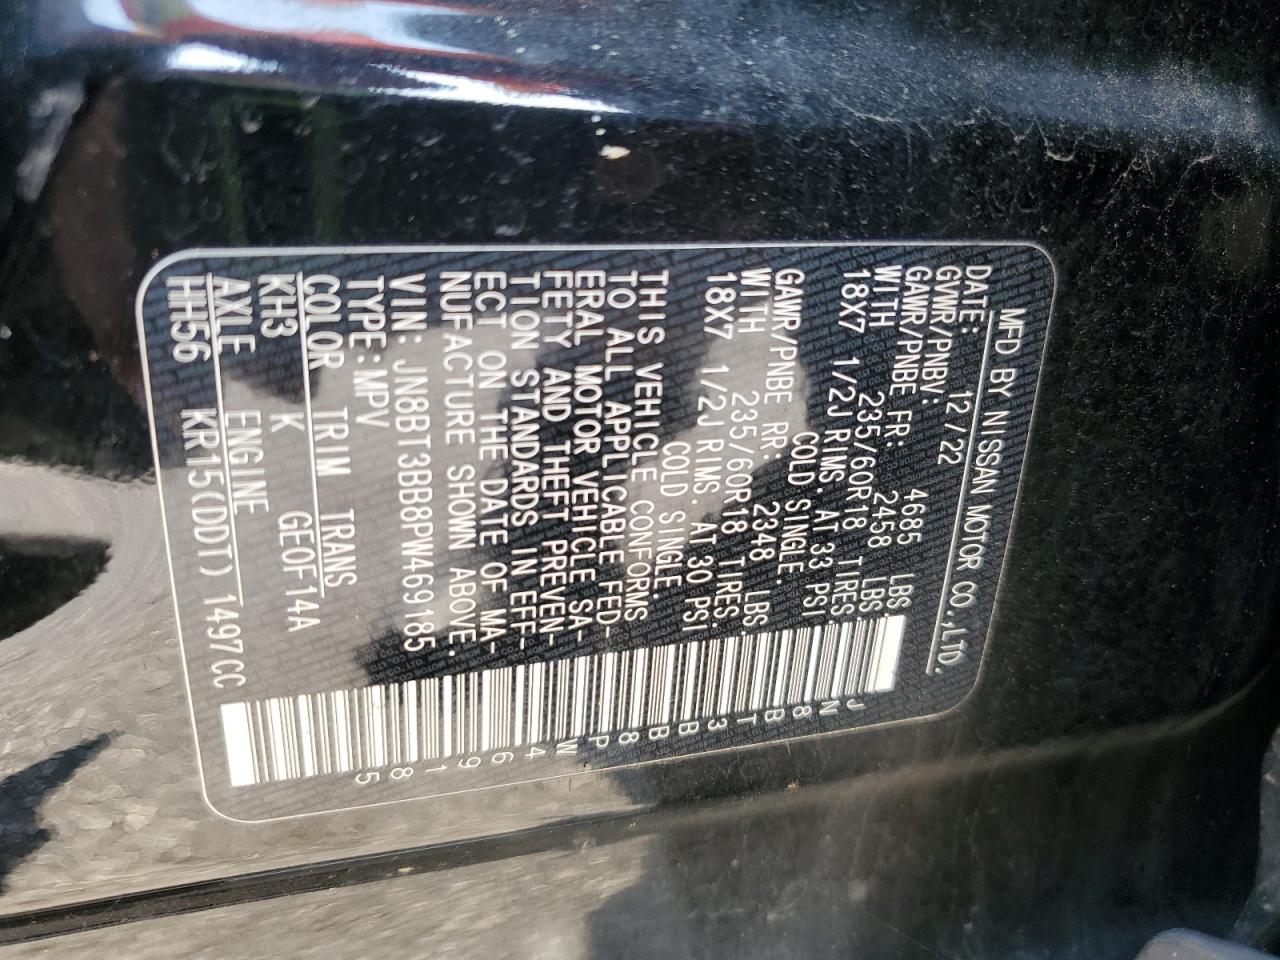 MFD BY NISSAN MOTOR CO.,LTD.
DATE: 12/22
GVWR/PNBV: 4685 LBS.
GAWR/PNBE FR: 2458 LBS.
WITH 235/60R18 TIRES.
18X7 1/2J RIMS. AT 33 PSI
COLD SINGLE.
GAWR/PNBE RR: 2348 LBS.
WITH 235/60R18 TIRES.
18X7 1/2J RIMS. AT 30 PSI
COLD SINGLE.
THIS VEHICLE CONFORMS
TO ALL APPLICABLE FED-
ERAL MOTOR VEHICLE SA-
FETY AND THEFT PREVEN-
TION STANDARDS IN EFF-
ECT ON THE DATE OF MA-
NUFACTURE SHOWN ABOVE.
VIN: JN8BT3BB8PW469185
TYPE: MPV
COLOR TRIM TRANS
KH3 K GE0F14A
AXLE ENGINE
HH56 KR15(DDT) 1497CC
JN8BT3BB8PW469185